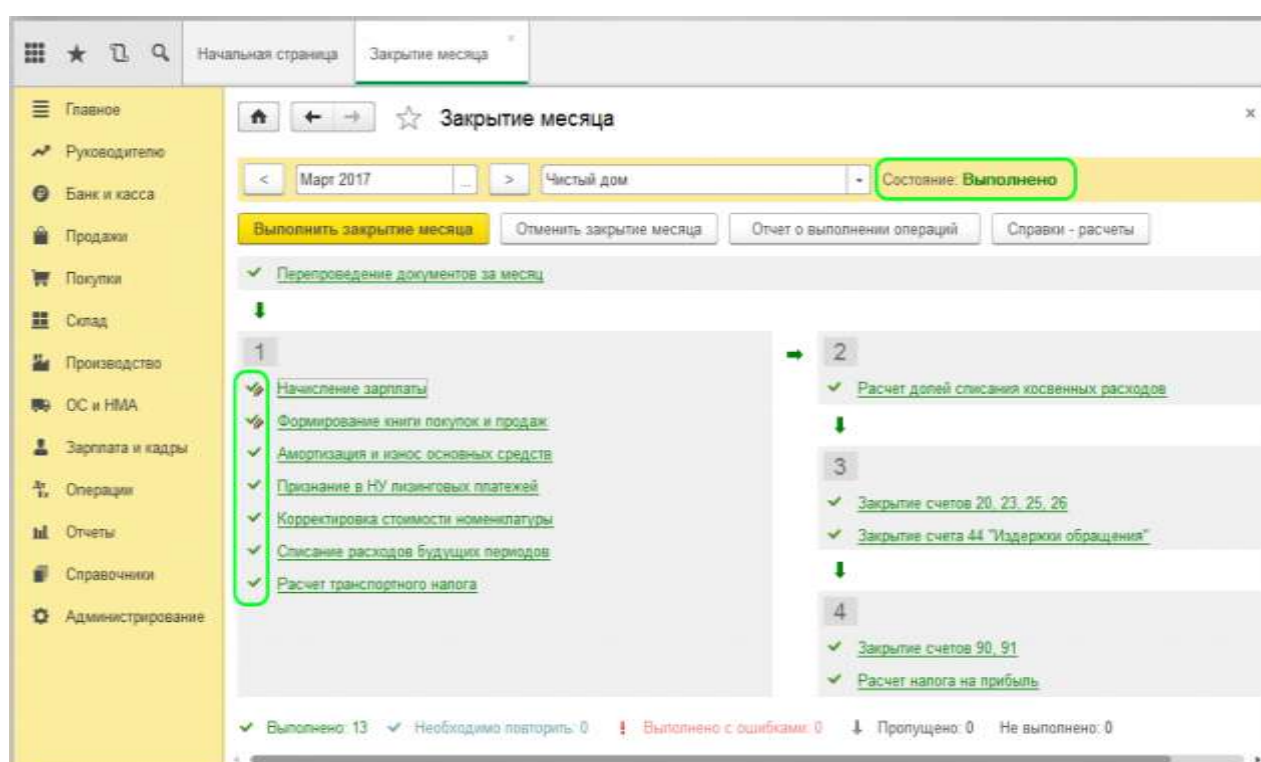 Начальная страница
Закрытие месяца
Главное
Руководителю
Банк и касса
Продажи
Покупки
Склад
Производство
ОС и НМА
Зарплата и кадры
Операции
Отчеты
Справочники
Администрирование
Закрытие месяца
Март 2017
Чистый дом
Состояние: Выполнено
Выполнить закрытие месяца
Отменить закрытие месяца
Отчет о выполнении операций
Справки - расчеты
Перепроведение документов за месяц
1
Начисление зарплаты
Формирование книги покупок и продаж
Амортизация и износ основных средств
Признание в НУ лизинговых платежей
Корректировка стоимости номенклатуры
Списание расходов будущих периодов
Расчет транспортного налога
2
Расчет долей списания косвенных расходов
3
Закрытие счетов 20, 23, 25, 26
Закрытие счета 44 "Издержки обращения"
4
Закрытие счетов 90, 91
Расчет налога на прибыль
Выполнено: 13 Необходимо повторить: 0 Выполнено с ошибками: 0 Пропущено: 0 Не выполнено: 0